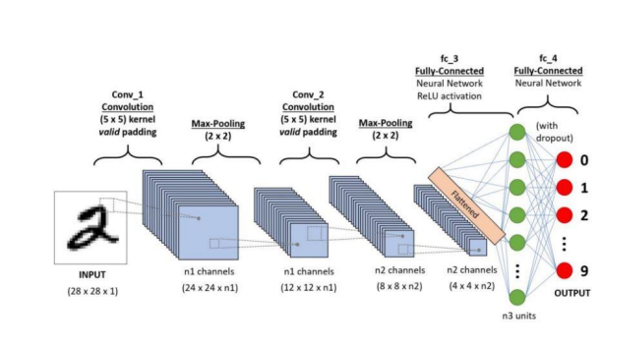 fc_3
Fully-Connected
Neural Network
ReLU activation
fc_4
Fully-Connected
Neural Network
Conv_1
Convolution
(5 x 5) kernel
valid padding
Max-Pooling
(2 x 2)
Conv_2
Convolution
(5 x 5) kernel
valid padding
Max-Pooling
(2 x 2)
(with
dropout)
2
Flattened
0
1
2
9
INPUT
(28 x 28 x 1)
n1 channels
(24 x 24 x n1)
n1 channels
(12 x 12 x n1)
n2 channels
(8 x 8 x n2)
n2 channels
(4 x 4 x n2)
OUTPUT
n3 units